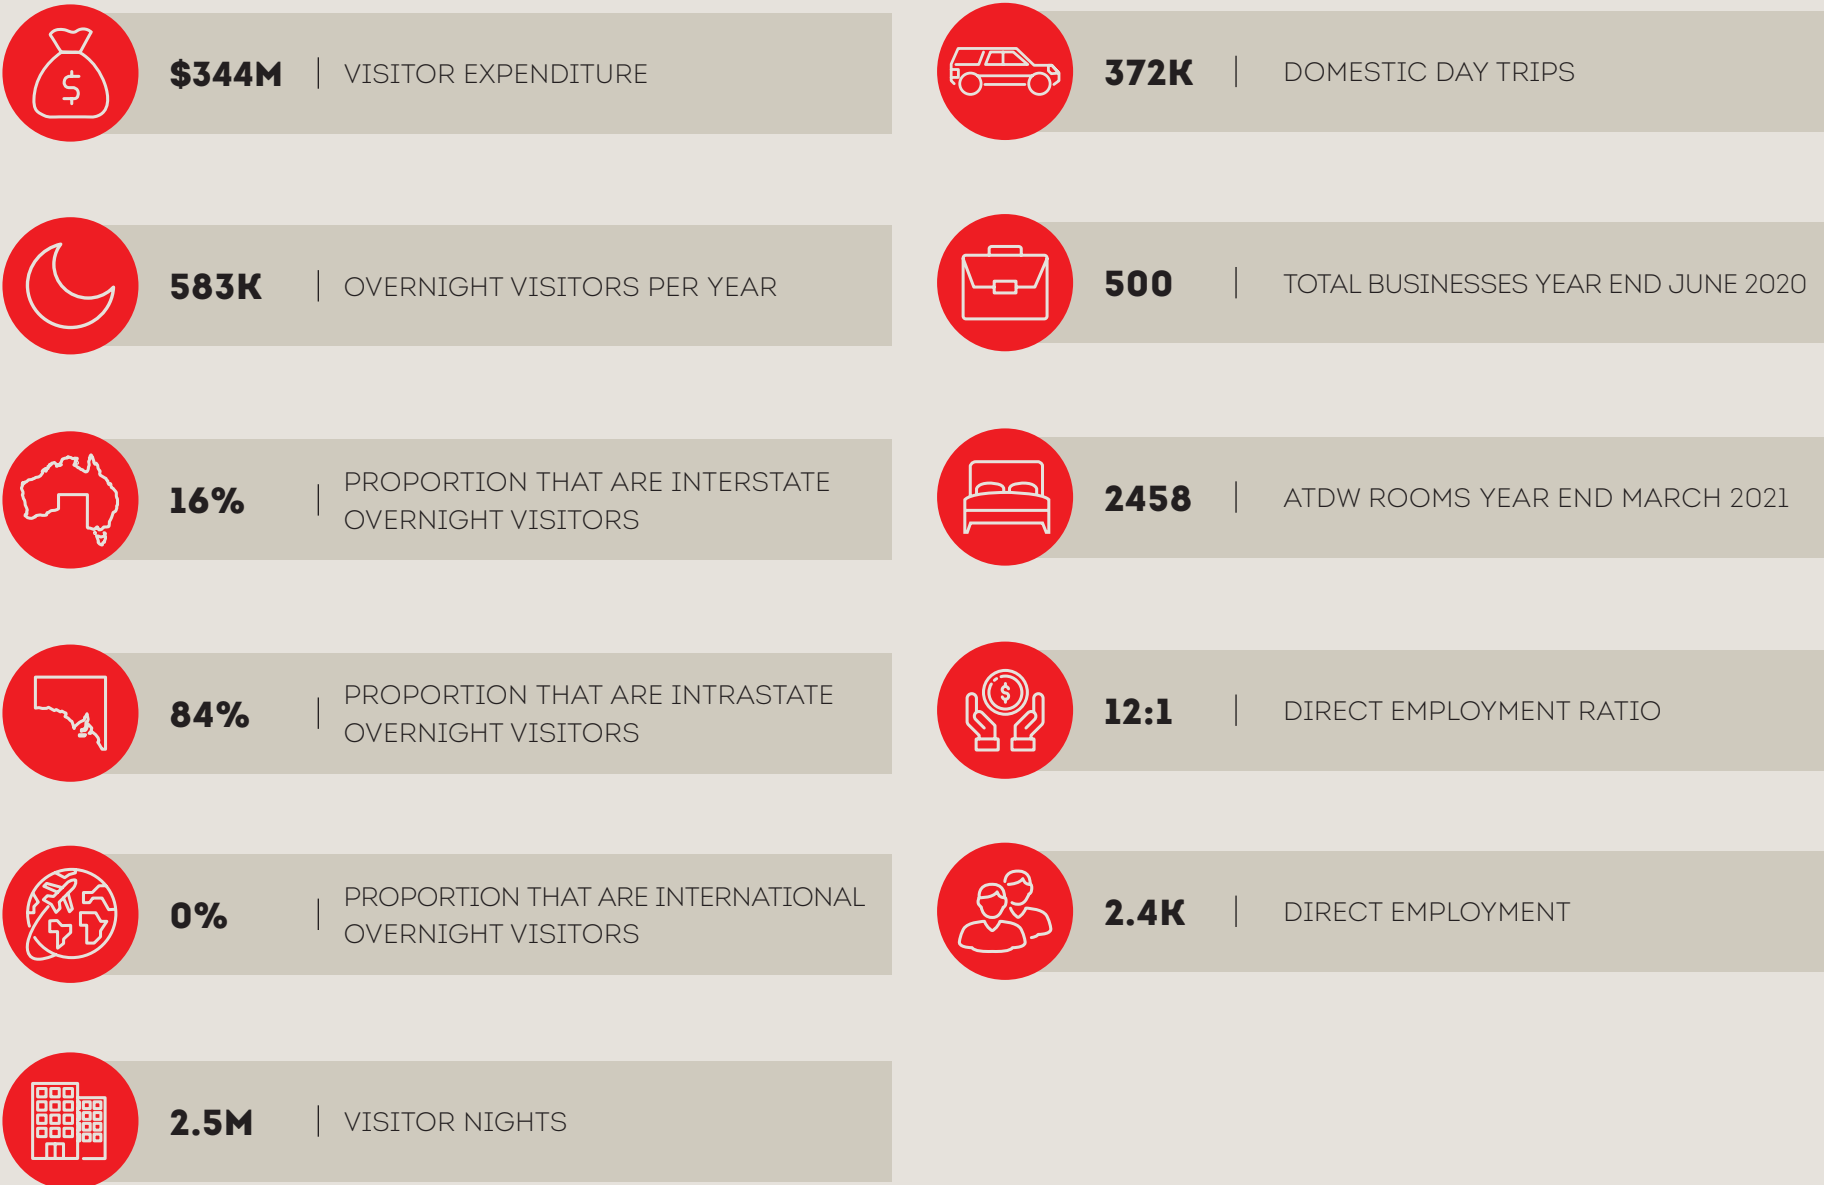 $344M | VISITOR EXPENDITURE
583K | OVERNIGHT VISITORS PER YEAR
16% | PROPORTION THAT ARE INTERSTATE
OVERNIGHT VISITORS
84% | PROPORTION THAT ARE INTRASTATE
OVERNIGHT VISITORS
0% | PROPORTION THAT ARE INTERNATIONAL
OVERNIGHT VISITORS
2.5M | VISITOR NIGHTS
372K | DOMESTIC DAY TRIPS
500 | TOTAL BUSINESSES YEAR END JUNE 2020
2458 | ATDW ROOMS YEAR END MARCH 2021
12:1 | DIRECT EMPLOYMENT RATIO
2.4K | DIRECT EMPLOYMENT